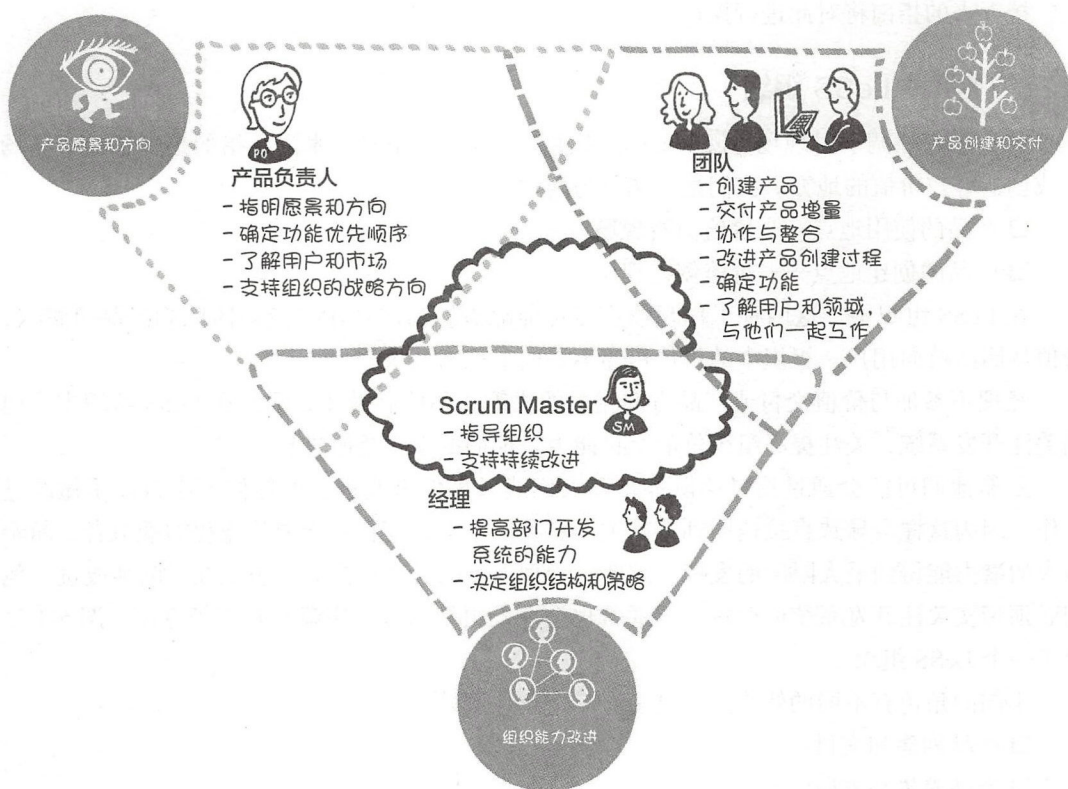 产品愿景和方向
PO
产品负责人
- 指明愿景和方向
- 确定功能优先顺序
- 了解用户和市场
- 支持组织的战略方向
产品创建和交付
团队
- 创建产品
- 交付产品增量
- 协作与整合
- 改进产品创建过程
- 确定功能
- 了解用户和领域，
与他们一起工作
Scrum Master
- 指导组织
- 支持持续改进
SM
经理
- 提高部门开发
系统的能力
- 决定组织结构和策略
组织能力改进